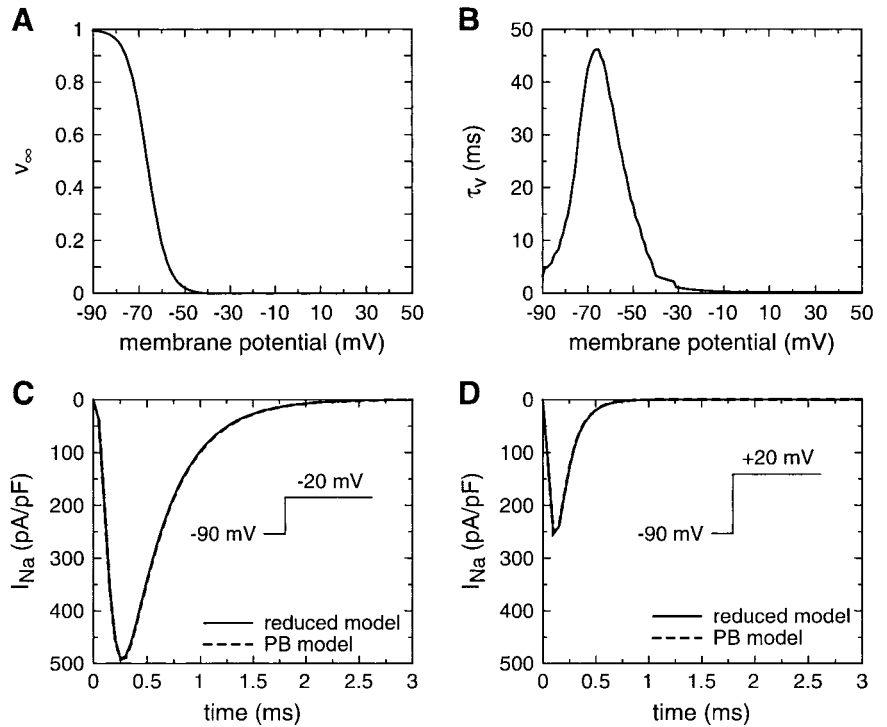 A
1
0.8
0.6
0.4
0.2
0
v∞
-90 -70 -50 -30 -10 10 30 50
membrane potential (mV)
B
50
40
30
20
10
0
τv (ms)
-90 -70 -50 -30 -10 10 30 50
membrane potential (mV)
C
0
100
200
300
400
500
INa (pA/pF)
-20 mV
-90 mV
reduced model
PB model
0 0.5 1 1.5 2 2.5 3
time (ms)
D
0
100
200
300
400
500
INa (pA/pF)
+20 mV
-90 mV
reduced model
PB model
0 0.5 1 1.5 2 2.5 3
time (ms)